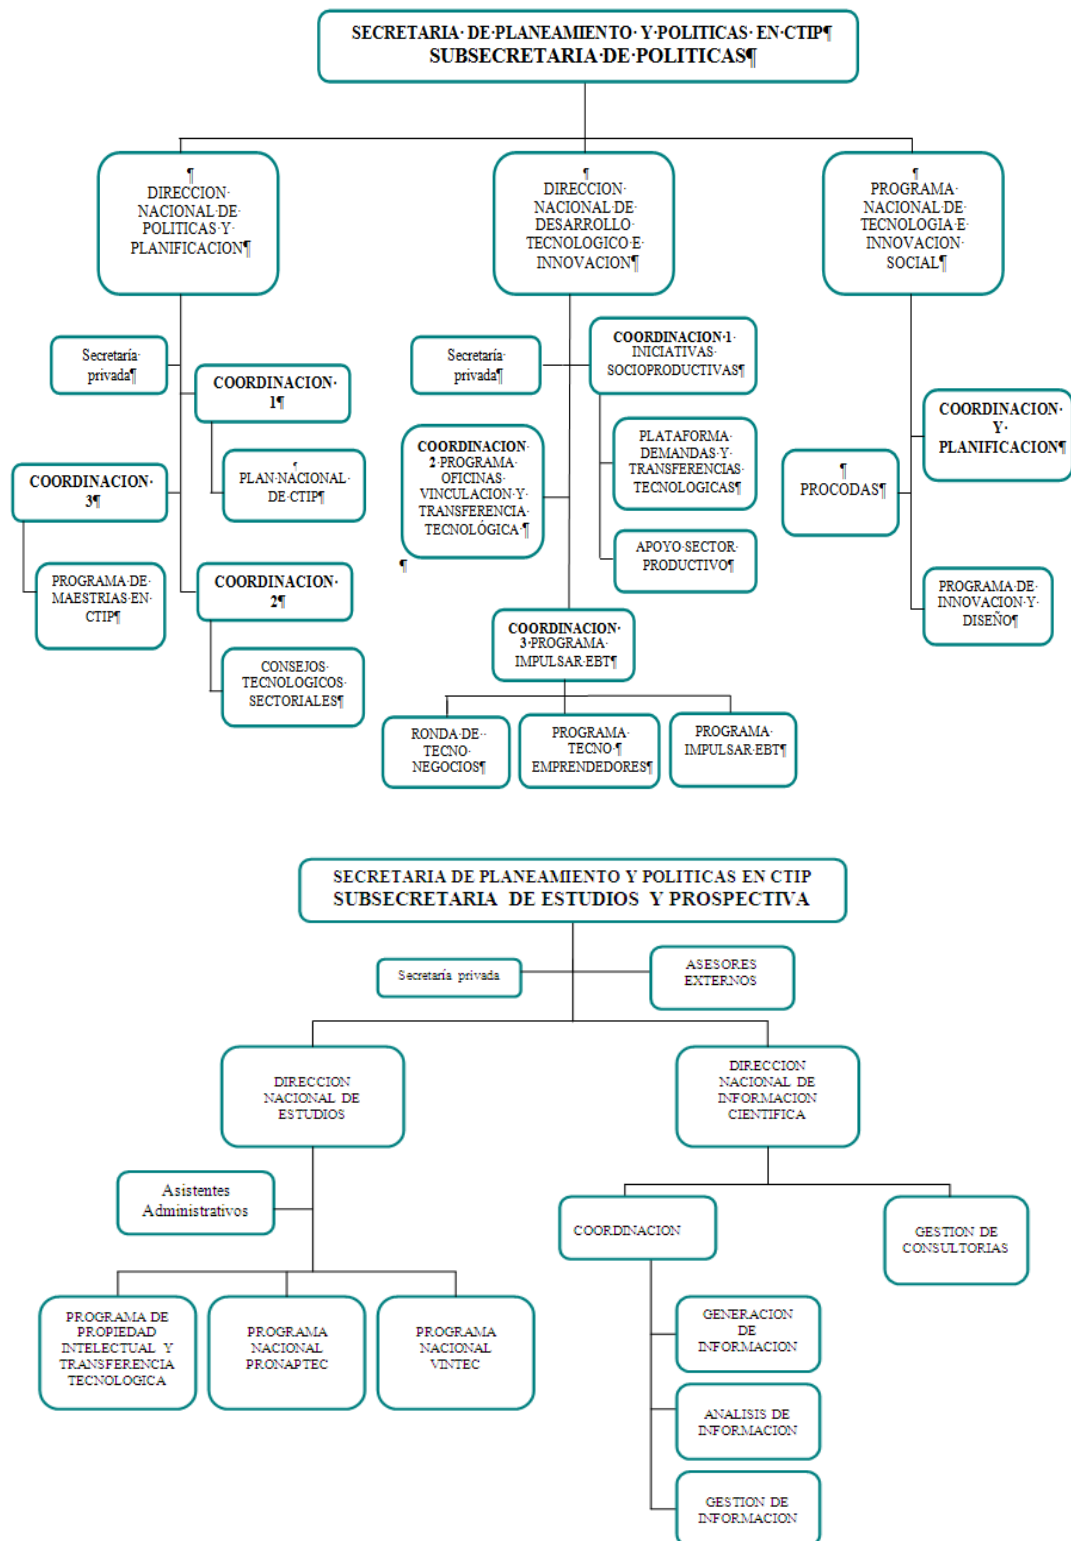 SECRETARIA· DE·PLANEAMIENTO· Y·POLITICAS· EN·CTIP¶
SUBSECRETARIA·DE·POLITICAS¶
¶
DIRECCION·
NACIONAL·DE·
POLITICAS·Y·
PLANIFICACION¶
¶
DIRECCION·
NACIONAL·DE·
DESARROLLO·
TECNOLOGICO·E·
INNOVACION¶
¶
PROGRAMA·
NACIONAL·DE·
TECNOLOGIA·E·
INNOVACION·
SOCIAL¶
Secretaría·
privada¶
COORDINACION·
1¶
¶
PLAN·NACIONAL·
DE·CTIP¶
COORDINACION·
3¶
PROGRAMA·DE·
MAESTRIAS·EN·
CTIP¶
COORDINACION·
2¶
CONSEJOS·
TECNOLOGICOS·
SECTORIALES¶
Secretaría·
privada¶
COORDINACION·1·
INICIATIVAS·
SOCIOPRODUCTIVAS¶
COORDINACION·
2·PROGRAMA·
OFICINAS·
VINCULACION·Y·
TRANSFERENCIA·
TECNOLÓGICA·¶
¶
PLATAFORMA·
DEMANDAS·Y·
TRANSFERENCIAS·
TECNOLOGICAS¶
APOYO·SECTOR·
PRODUCTIVO¶
COORDINACION·
3·PROGRAMA·
IMPULSAR·EBT¶
RONDA·DE··
TECNO·
NEGOCIOS¶
PROGRAMA·
TECNO·¶
EMPRENDEDORES¶
PROGRAMA·
IMPULSAR·EBT¶
COORDINACION·
Y·
PLANIFICACION¶
¶
PROCODAS¶
PROGRAMA·DE·
INNOVACION·Y·
DISEÑO¶
SECRETARIA DE PLANEAMIENTO Y POLITICAS EN CTIP
SUBSECRETARIA DE ESTUDIOS Y PROSPECTIVA
Secretaría privada
ASESORES
EXTERNOS
DIRECCION
NACIONAL DE
ESTUDIOS
DIRECCION
NACIONAL DE
INFORMACION
CIENTIFICA
Asistentes
Administrativos
PROGRAMA DE
PROPIEDAD
INTELECTUAL Y
TRANSFERENCIA
TECNOLOGICA
PROGRAMA
NACIONAL
PRONAPTEC
PROGRAMA
NACIONAL
VINTEC
COORDINACION
GESTION DE
CONSULTORIAS
GENERACION
DE
INFORMACION
ANALISIS DE
INFORMACION
GESTION DE
INFORMACION